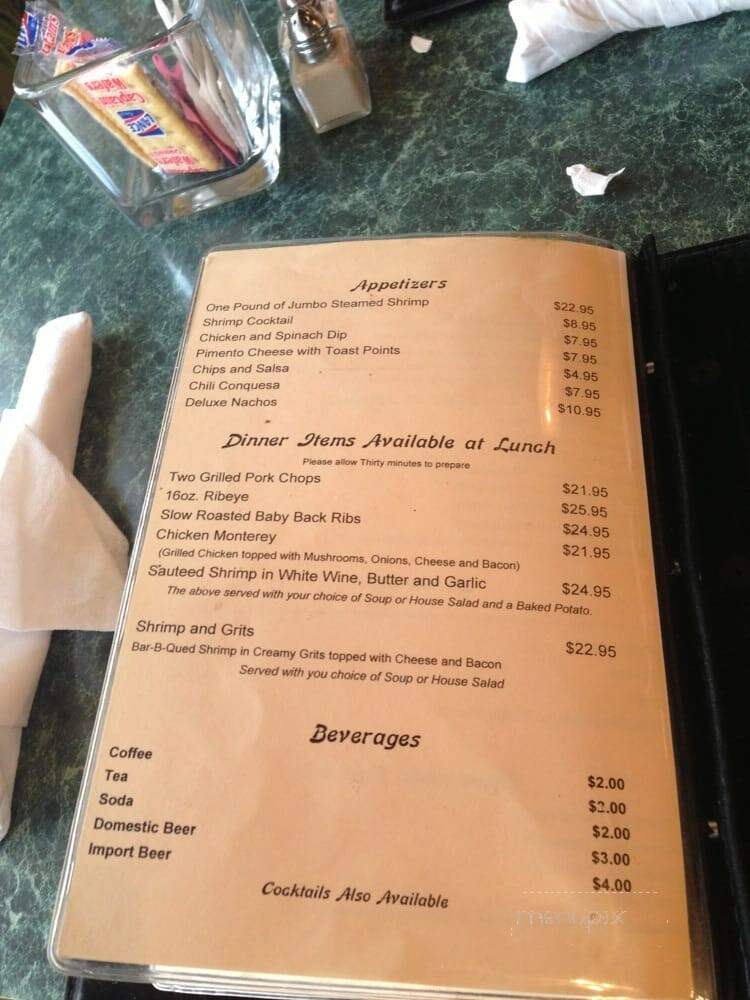 Captain's
Wafers
LANCE
Appetizers
One Pound of Jumbo Steamed Shrimp $22.95
Shrimp Cocktail $8.95
Chicken and Spinach Dip $7.95
Pimento Cheese with Toast Points $7.95
Chips and Salsa $4.95
Chili Conquesa $7.95
Deluxe Nachos $10.95
Dinner Items Available at Lunch
Please allow Thirty minutes to prepare
Two Grilled Pork Chops $21.95
16oz. Ribeye $25.95
Slow Roasted Baby Back Ribs $24.95
Chicken Monterey $21.95
(Grilled Chicken topped with Mushrooms, Onions, Cheese and Bacon)
Sauteed Shrimp in White Wine, Butter and Garlic $24.95
The above served with your choice of Soup or House Salad and a Baked Potato.
Shrimp and Grits $22.95
Bar-B-Qued Shrimp in Creamy Grits topped with Cheese and Bacon
Served with you choice of Soup or House Salad
Beverages
Coffee $2.00
Tea $2.00
Soda $2.00
Domestic Beer $3.00
Import Beer $4.00
Cocktails Also Available
menupix